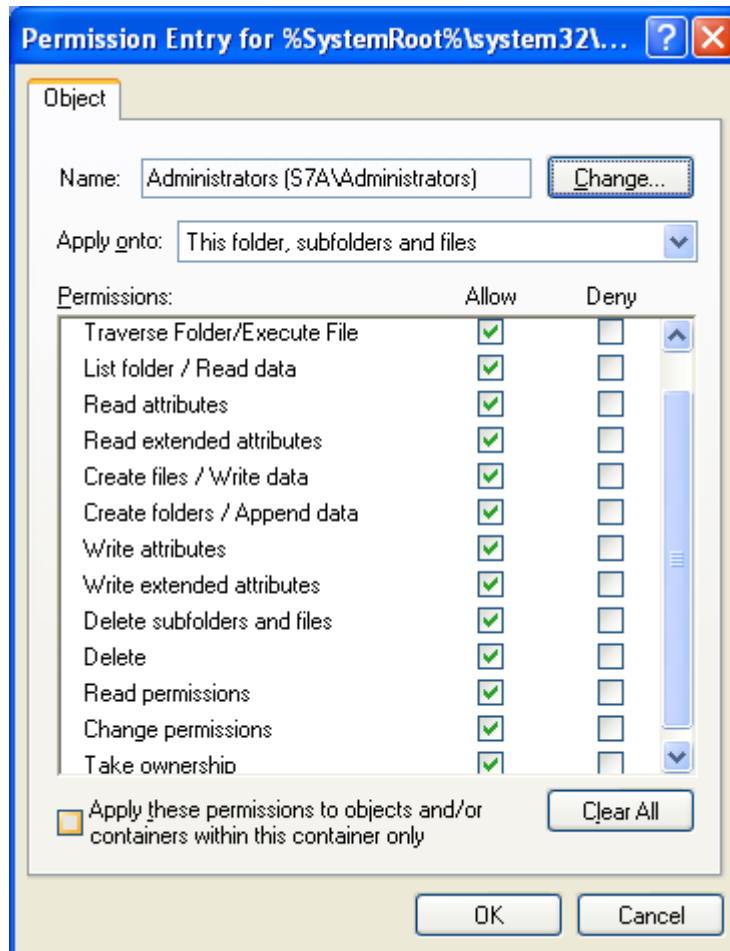 Permission Entry for %SystemRoot%\system32\...
Object
Name: Administrators (S7A\Administrators) Change...
Apply onto: This folder, subfolders and files
Permissions: Allow Deny
Traverse Folder/Execute File
List folder / Read data
Read attributes
Read extended attributes
Create files / Write data
Create folders / Append data
Write attributes
Write extended attributes
Delete subfolders and files
Delete
Read permissions
Change permissions
Take ownership
Apply these permissions to objects and/or
containers within this container only
Clear All
OK Cancel